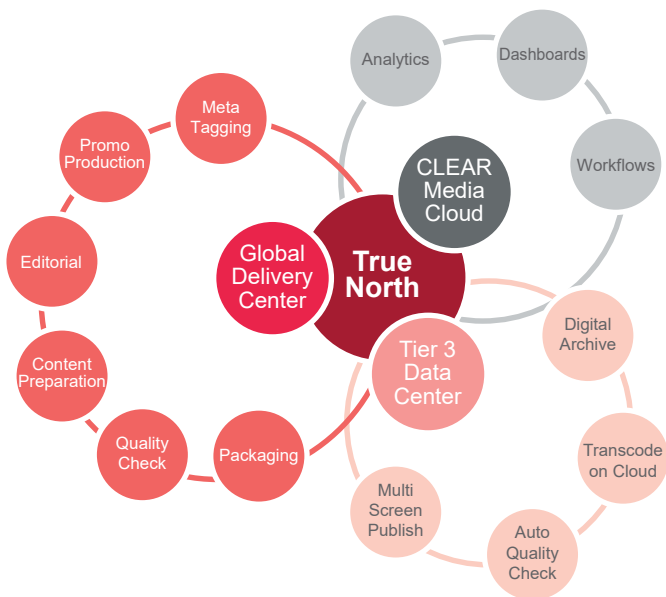 Analytics
Dashboards
Workflows
CLEAR
Media
Cloud
Meta
Tagging
Promo
Production
Editorial
Content
Preparation
Quality
Check
Packaging
Global
Delivery
Center
True
North
Tier 3
Data
Center
Digital
Archive
Transcode
on Cloud
Auto
Quality
Check
Multi
Screen
Publish